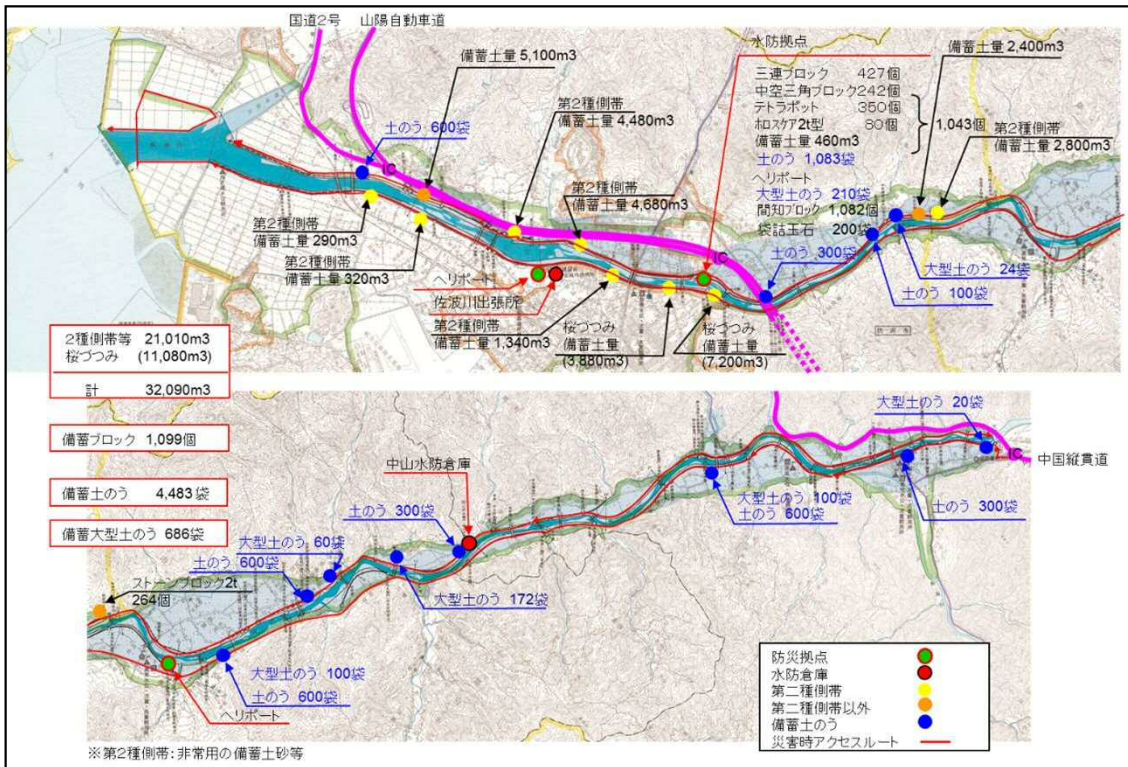 国道2号
山陽自動車道
備蓄土量 5,100m3
水防拠点
備蓄土量 2,400m3
三連ブロック 427個
中空三角ブロック242個
テトラポット 350個
ホロスケア2t型 80個
1,043個
備蓄土量 460m3
土のう 1,083袋
ヘリポート
大型土のう 210袋
間知ブロック 1,082個
袋詰玉石 200袋
第2種側帯
備蓄土量 2,800m3
第2種側帯
備蓄土量 4,480m3
土のう 600袋
IC
第2種側帯
備蓄土量 4,680m3
第2種側帯
備蓄土量 290m3
第2種側帯
備蓄土量 320m3
ヘリポート
佐波川出張所
第2種側帯
備蓄土量 1,340m3
桜づつみ
備蓄土量
(3,880m3)
桜づつみ
備蓄土量
(7,200m3)
IC
土のう 300袋
大型土のう 24袋
土のう 100袋
2種側帯等 21,010m3
桜づつみ (11,080m3)
計 32,090m3
備蓄ブロック 1,099個
備蓄土のう 4,483袋
備蓄大型土のう 686袋
中山水防倉庫
大型土のう 20袋
IC
中国縦貫道
大型土のう 100袋
土のう 600袋
土のう 300袋
土のう 300袋
大型土のう 60袋
土のう 600袋
大型土のう 172袋
ストーンブロック2t
264個
大型土のう 100袋
土のう 600袋
ヘリポート
防災拠点
水防倉庫
第二種側帯
第二種側帯以外
備蓄土のう
災害時アクセスルート
※第2種側帯：非常用の備蓄土砂等